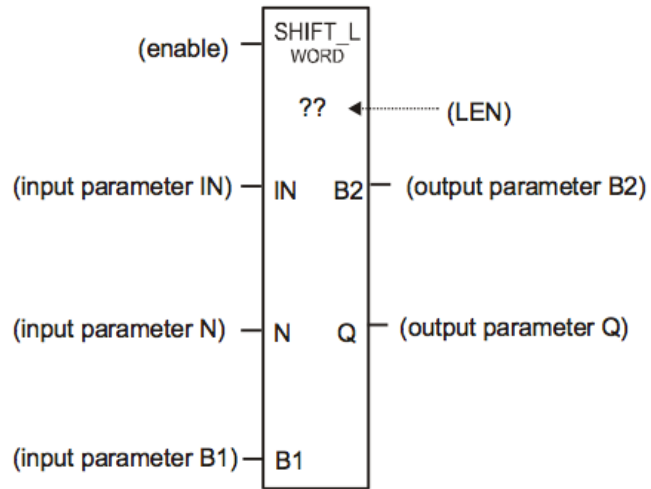 (enable)
SHIFT_L
WORD
??
(LEN)
(input parameter IN)
IN
B2
(output parameter B2)
(input parameter N)
N
Q
(output parameter Q)
(input parameter B1)
B1